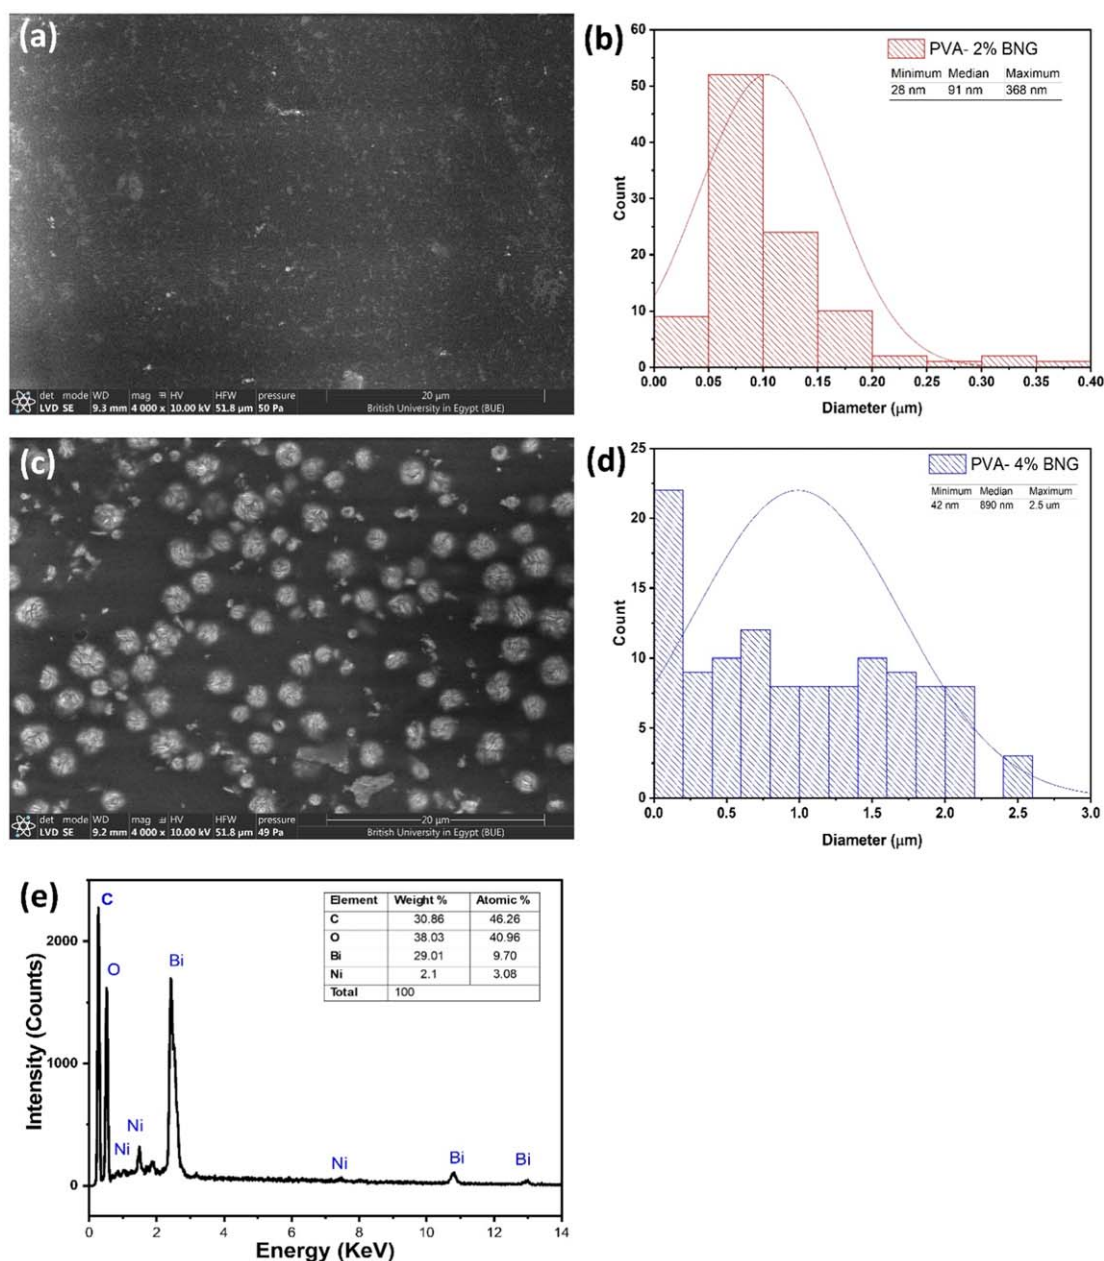 (a)
det mode WD mag HV HFW pressure 20 µm
LVD SE 9.3 mm 4 000 x 10.00 kV 51.8 µm 50 Pa British University in Egypt (BUE)
(b)
60
50
40
30
20
10
0
Count
PVA- 2% BNG
Minimum Median Maximum
28 nm 91 nm 368 nm
0.00 0.05 0.10 0.15 0.20 0.25 0.30 0.35 0.40
Diameter (µm)
(c)
det mode WD mag HV HFW pressure 20 µm
LVD SE 9.2 mm 4 000 x 10.00 kV 51.8 µm 49 Pa British University in Egypt (BUE)
(d)
25
20
15
10
5
0
Count
PVA- 4% BNG
Minimum Median Maximum
42 nm 890 nm 2.5 um
0.0 0.5 1.0 1.5 2.0 2.5 3.0
Diameter (µm)
(e)
2000
1000
0
Intensity (Counts)
C
O
Bi
Ni
Ni
Ni
Bi
Bi
Element Weight % Atomic %
C 30.86 46.26
O 38.03 40.96
Bi 29.01 9.70
Ni 2.1 3.08
Total 100
0 2 4 6 8 10 12 14
Energy (KeV)